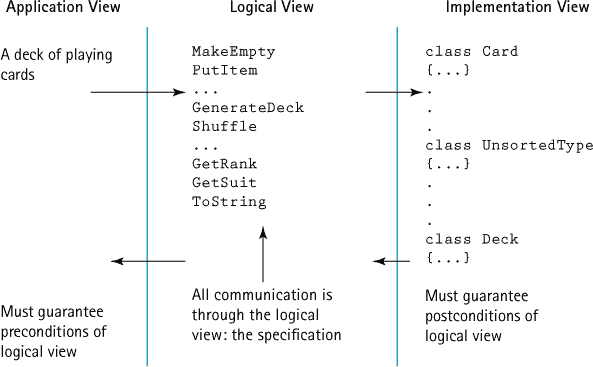 Application View
Logical View
Implementation View
A deck of playing
cards
MakeEmpty
PutItem
...
GenerateDeck
Shuffle
...
GetRank
GetSuit
ToString
class Card
{...}
.
.
.
class UnsortedType
{...}
.
.
.
class Deck
{...}
Must guarantee
preconditions of
logical view
All communication is
through the logical
view: the specification
Must guarantee
postconditions of
logical view